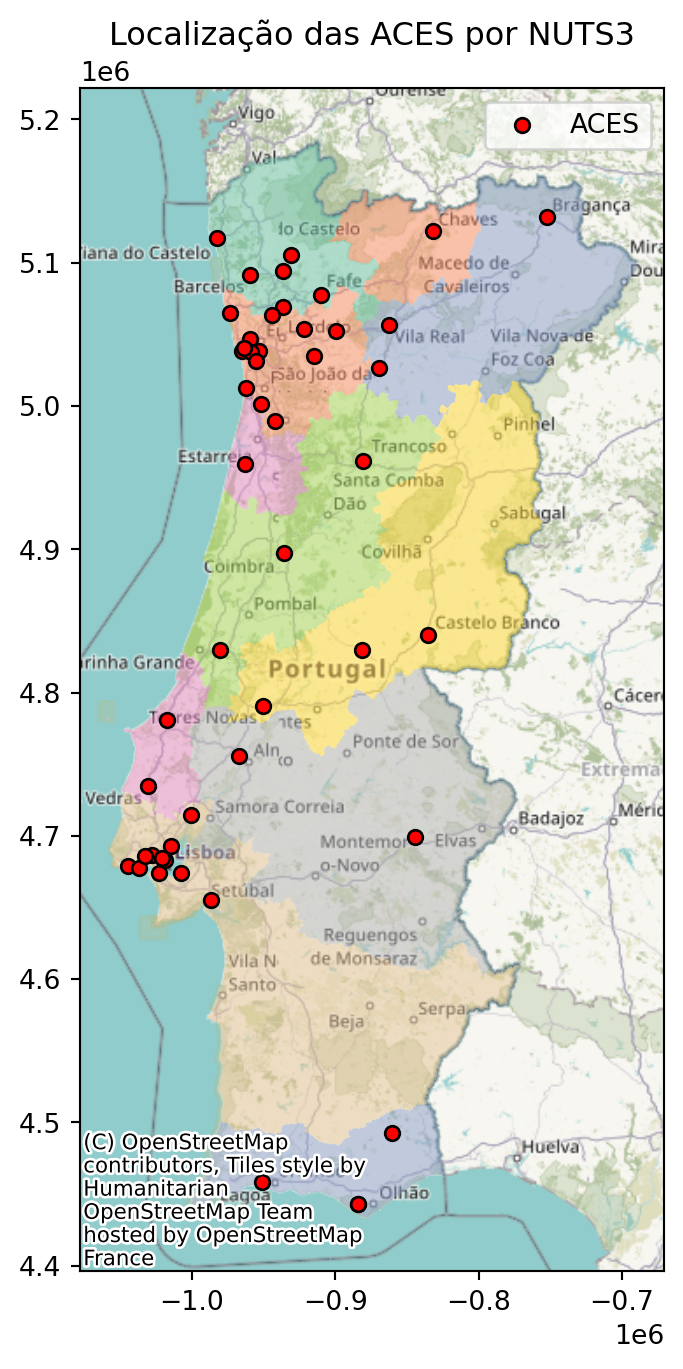 Localização das ACES por NUTS3
1e6
ACES
5.2
5.1
5.0
4.9
4.8
4.7
4.6
4.5
4.4
Ourense
Vigo
Val
Bragança
Chaves
lo Castelo
iana do Castelo
Mira
Dou
Macedo de
Cavaleiros
Barcelos
Fafe
Vila Real
Vila Nova de
Foz Coa
São João da
Pinhel
Trancoso
Estarre
Santa Comba
Dão
Sabugal
Covilhã
Coimbra
Pombal
Castelo Branco
arinha Grande
Portugal
Cácere
Torres Novas
ntes
Aln
Ponte de Sor
Extrema
Vedras
Samora Correia
Badajoz
Mérid
Montemor
-o-Novo
Elvas
Lisboa
Setúbal
Reguengos
de Monsaraz
Vila N
Santo
Beja
Serpa
Huelva
Lagoa
Olhão
(C) OpenStreetMap
contributors, Tiles style by
Humanitarian
OpenStreetMap Team
hosted by OpenStreetMap
France
−1.0
−0.9
−0.8
−0.7
1e6